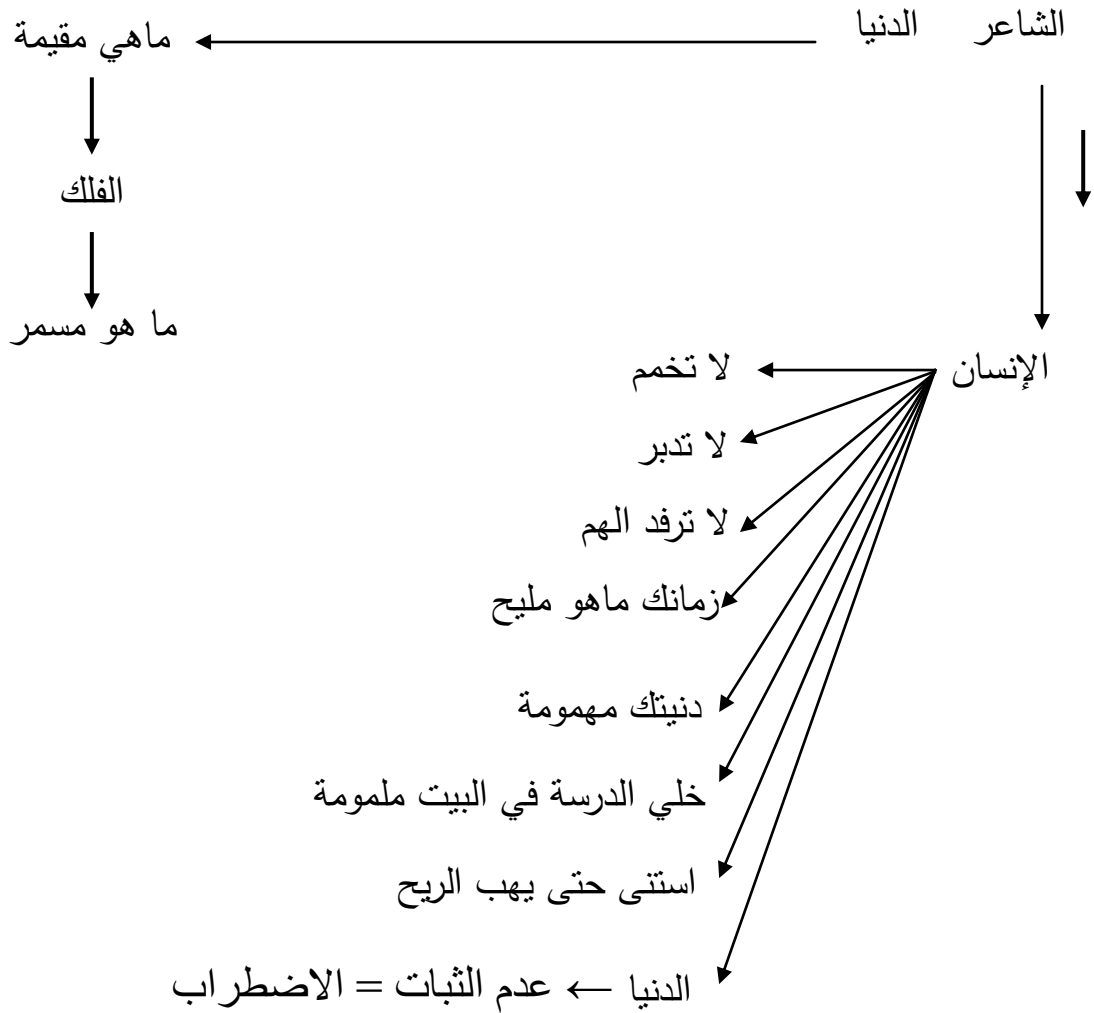 الشاعر الدنيا ماهي مقيمة
الفلك
ما هو مسمر
الإنسان لا تخمم
لا تدبر
لا ترفد الهم
زمانك ماهو مليح
دنيتك مهمومة
خلي الدرسة في البيت ملمومة
استنى حتى يهب الريح
الدنيا ← عدم الثبات = الاضطراب